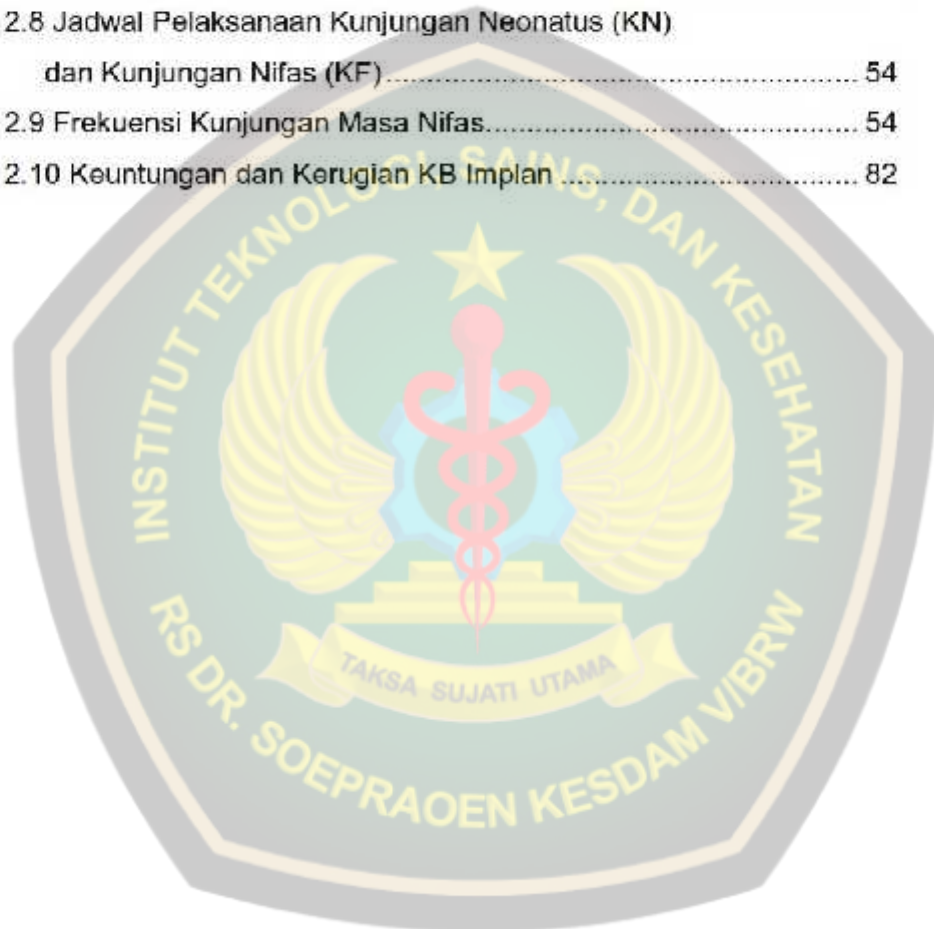 2.8 Jadwal Pelaksanaan Kunjungan Neonatus (KN)
dan Kunjungan Nifas (KF)................................................................ 54
2.9 Frekuensi Kunjungan Masa Nifas.................................................. 54
2.10 Keuntungan dan Kerugian KB Implan ........................................ 82
INSTITUT TEKNOLOGI, SAINS, DAN KESEHATAN
TAKSA SUJATI UTAMA
RS DR. SOEPRAOEN KESDAM V/BRW